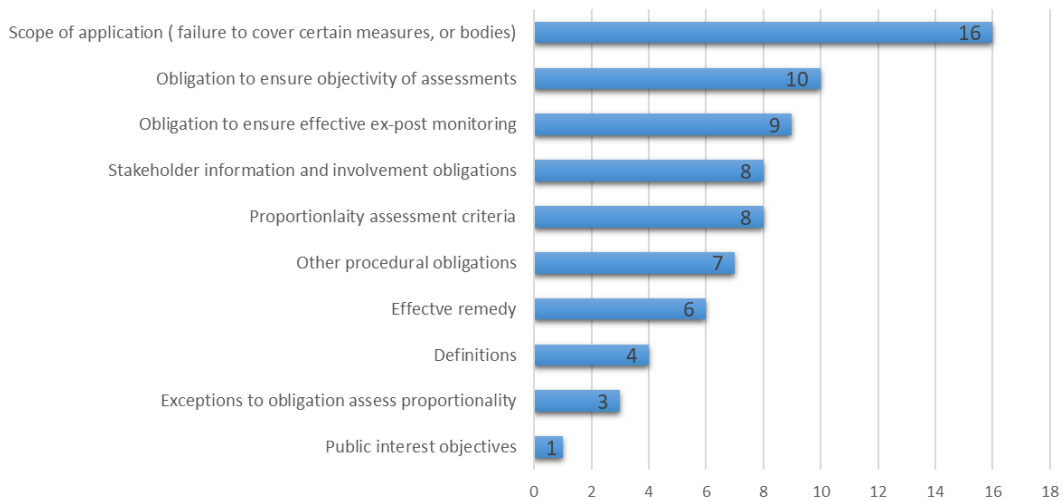 Scope of application ( failure to cover certain measures, or bodies) 16
Obligation to ensure objectivity of assessments 10
Obligation to ensure effective ex-post monitoring 9
Stakeholder information and involvement obligations 8
Proportionlaity assessment criteria 8
Other procedural obligations 7
Effectve remedy 6
Definitions 4
Exceptions to obligation assess proportionality 3
Public interest objectives 1
0 2 4 6 8 10 12 14 16 18